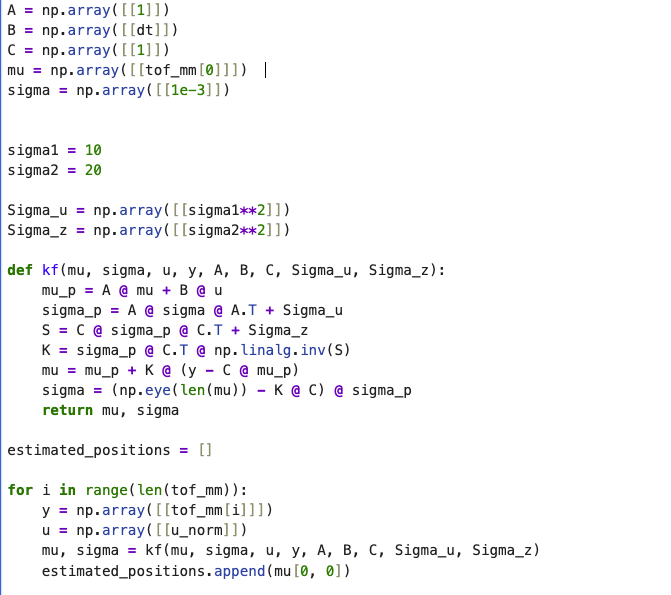 A = np.array([[1]])
B = np.array([[dt]])
C = np.array([[1]])
mu = np.array([[tof_mm[0]]])
sigma = np.array([[1e-3]])
sigma1 = 10
sigma2 = 20
Sigma_u = np.array([[sigma1**2]])
Sigma_z = np.array([[sigma2**2]])
def kf(mu, sigma, u, y, A, B, C, Sigma_u, Sigma_z):
    mu_p = A @ mu + B @ u
    sigma_p = A @ sigma @ A.T + Sigma_u
    S = C @ sigma_p @ C.T + Sigma_z
    K = sigma_p @ C.T @ np.linalg.inv(S)
    mu = mu_p + K @ (y - C @ mu_p)
    sigma = (np.eye(len(mu)) - K @ C) @ sigma_p
    return mu, sigma
estimated_positions = []
for i in range(len(tof_mm)):
    y = np.array([[tof_mm[i]]])
    u = np.array([[u_norm]])
    mu, sigma = kf(mu, sigma, u, y, A, B, C, Sigma_u, Sigma_z)
    estimated_positions.append(mu[0, 0])